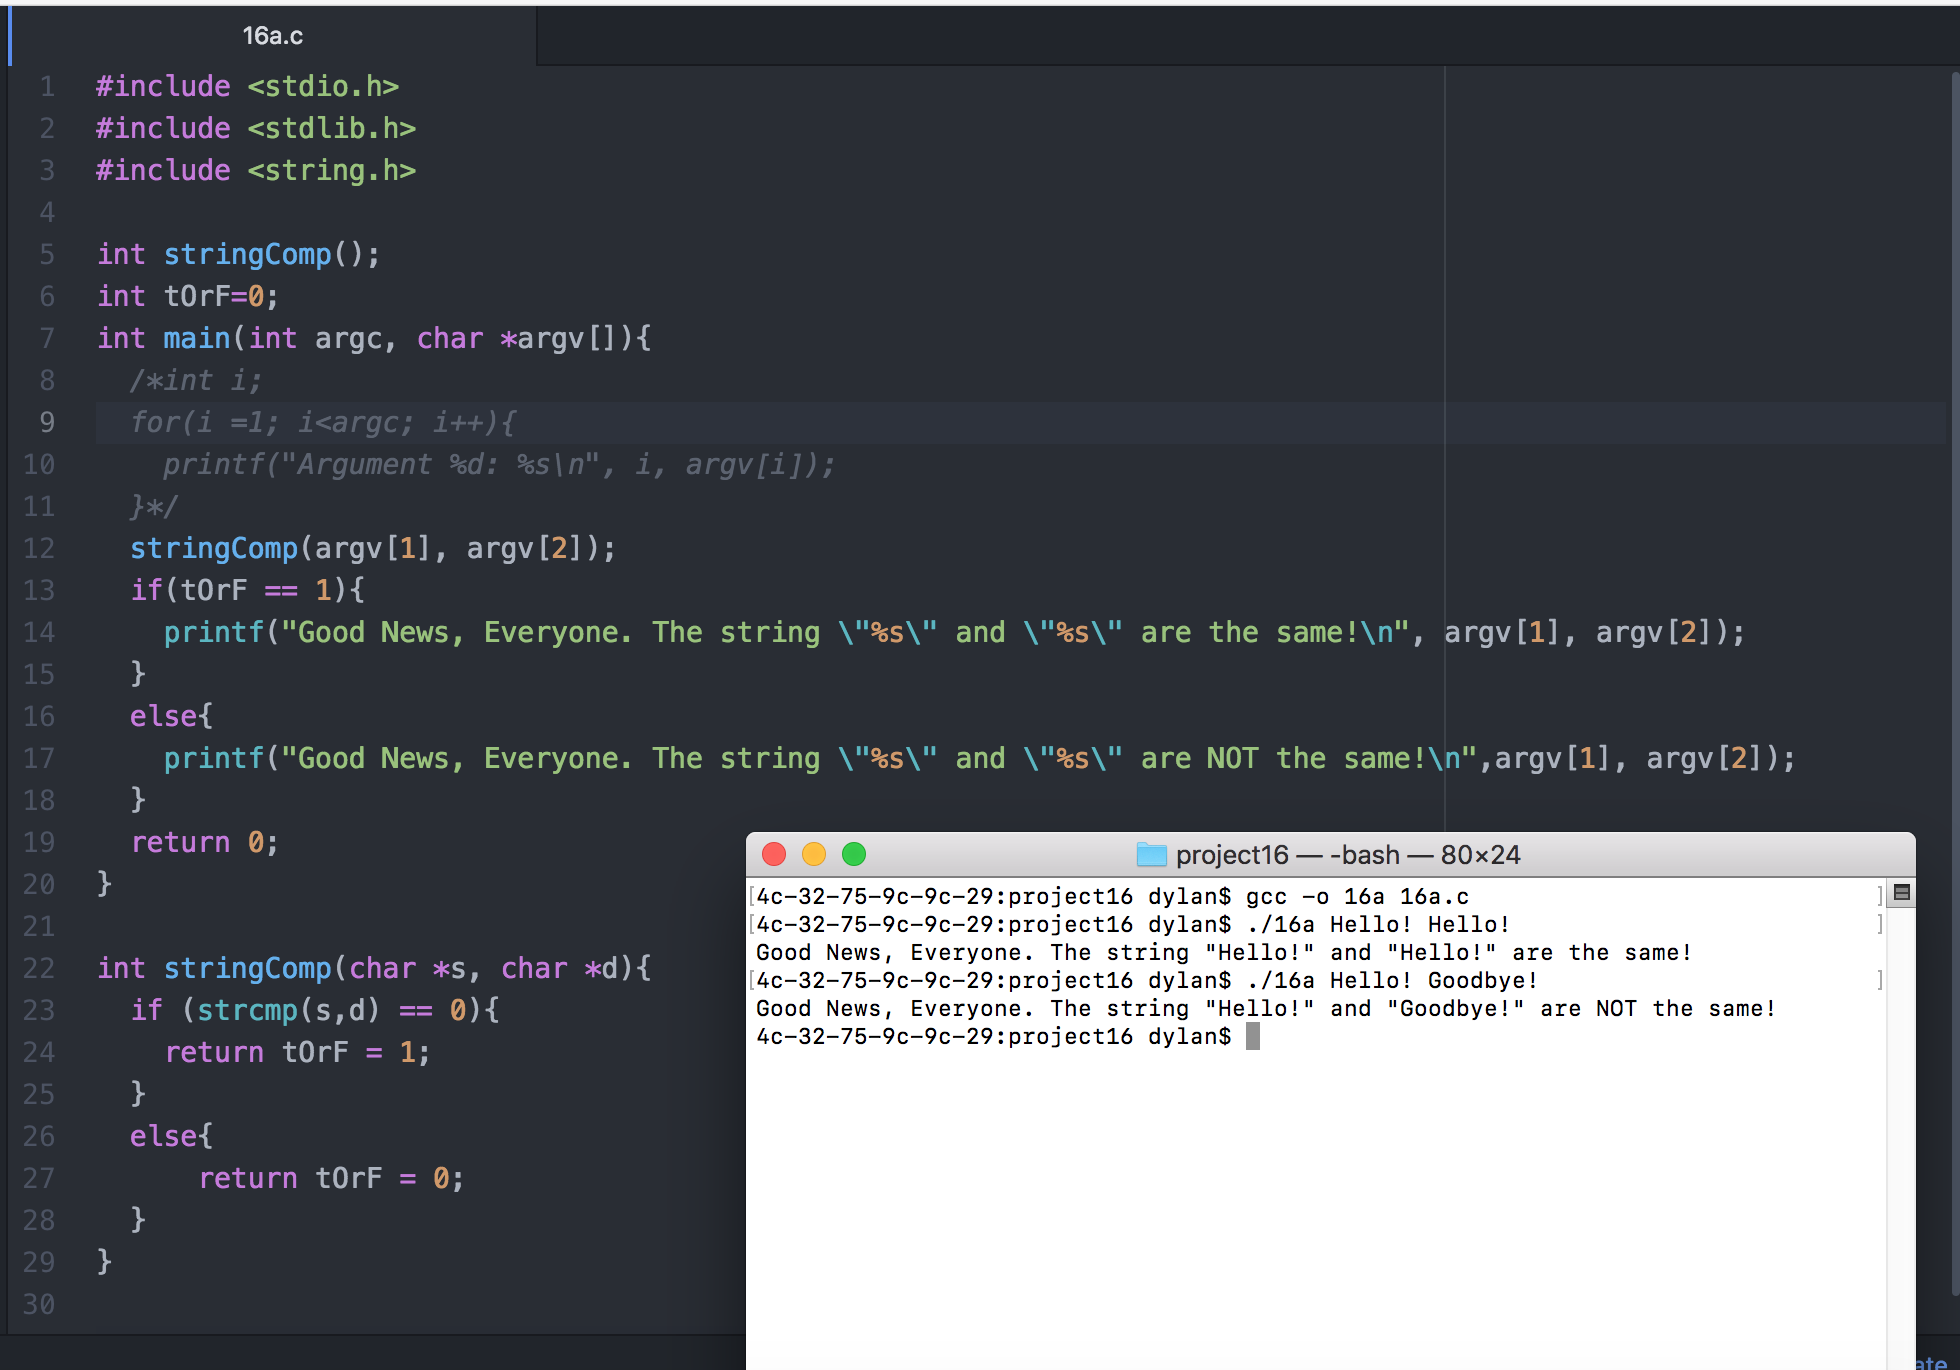 16a.c
1 #include <stdio.h>
2 #include <stdlib.h>
3 #include <string.h>
4
5 int stringComp();
6 int tOrF=0;
7 int main(int argc, char *argv[]){
8 /*int i;
9 for(i =1; i<argc; i++){
10 printf("Argument %d: %s\n", i, argv[i]);
11 }*/
12 stringComp(argv[1], argv[2]);
13 if(tOrF == 1){
14 printf("Good News, Everyone. The string \"%s\" and \"%s\" are the same!\n", argv[1], argv[2]);
15 }
16 else{
17 printf("Good News, Everyone. The string \"%s\" and \"%s\" are NOT the same!\n",argv[1], argv[2]);
18 }
19 return 0;
20 }
21
22 int stringComp(char *s, char *d){
23 if (strcmp(s,d) == 0){
24 return tOrF = 1;
25 }
26 else{
27 return tOrF = 0;
28 }
29 }
30
project16 — -bash — 80×24
[4c-32-75-9c-9c-29:project16 dylan$ gcc -o 16a 16a.c ]
[4c-32-75-9c-9c-29:project16 dylan$ ./16a Hello! Hello! ]
Good News, Everyone. The string "Hello!" and "Hello!" are the same!
[4c-32-75-9c-9c-29:project16 dylan$ ./16a Hello! Goodbye! ]
Good News, Everyone. The string "Hello!" and "Goodbye!" are NOT the same!
4c-32-75-9c-9c-29:project16 dylan$